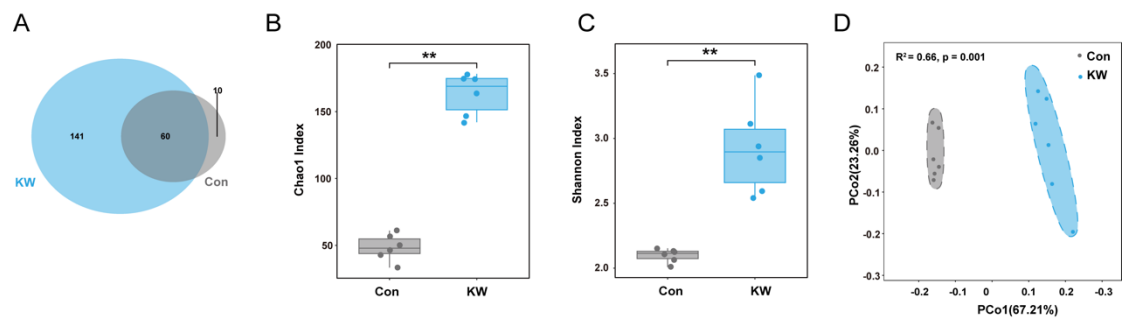 A
141
60
10
KW
Con
B
Chao1 Index
200
150
100
50
**
Con
KW
C
Shannon Index
3.5
3.0
2.5
2.0
**
Con
KW
D
PCo2(23.26%)
0.2
0.1
0.0
-0.1
-0.2
-0.3
R² = 0.66, p = 0.001
Con
KW
-0.2
-0.1
0
0.1
0.2
-0.3
PCo1(67.21%)